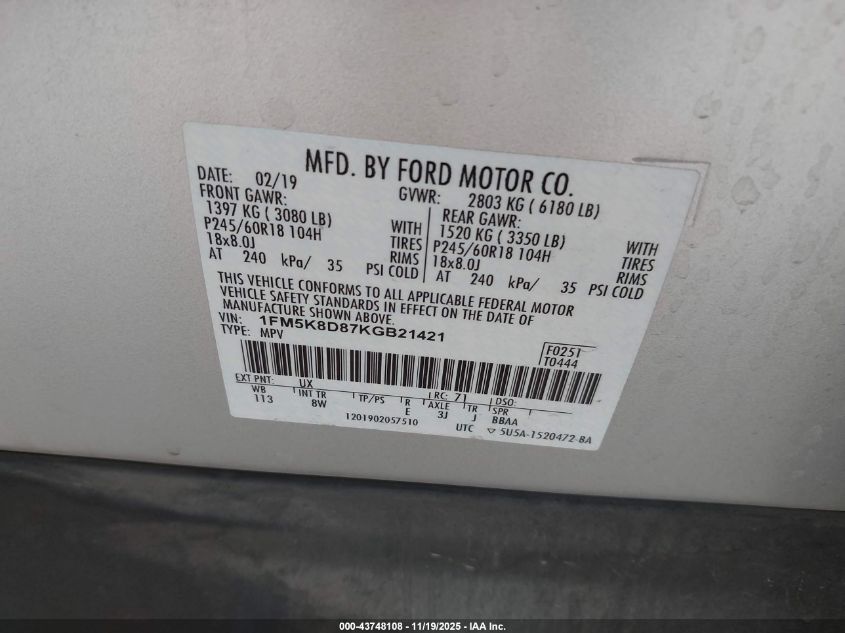 MFD. BY FORD MOTOR CO.
DATE: 02/19 GVWR: 2803 KG ( 6180 LB)
FRONT GAWR: REAR GAWR:
1397 KG ( 3080 LB) WITH 1520 KG ( 3350 LB) WITH
P245/60R18 104H TIRES P245/60R18 104H TIRES
18x8.0J RIMS 18x8.0J RIMS
AT 240 kPa/ 35 PSI COLD AT 240 kPa/ 35 PSI COLD
THIS VEHICLE CONFORMS TO ALL APPLICABLE FEDERAL MOTOR
VEHICLE SAFETY STANDARDS IN EFFECT ON THE DATE OF
MANUFACTURE SHOWN ABOVE.
VIN: 1FM5K8D87KGB21421
TYPE: MPV
F0251
T0444
EXT PNT: UX RC: 71 DSO:
WB INT TR TP/PS R AXLE TR SPR
113 8W E 3J J BBAA
1201902057510 UTC ▽ 5U5A-1520472-BA
000-43748108 - 11/19/2025 - IAA Inc.